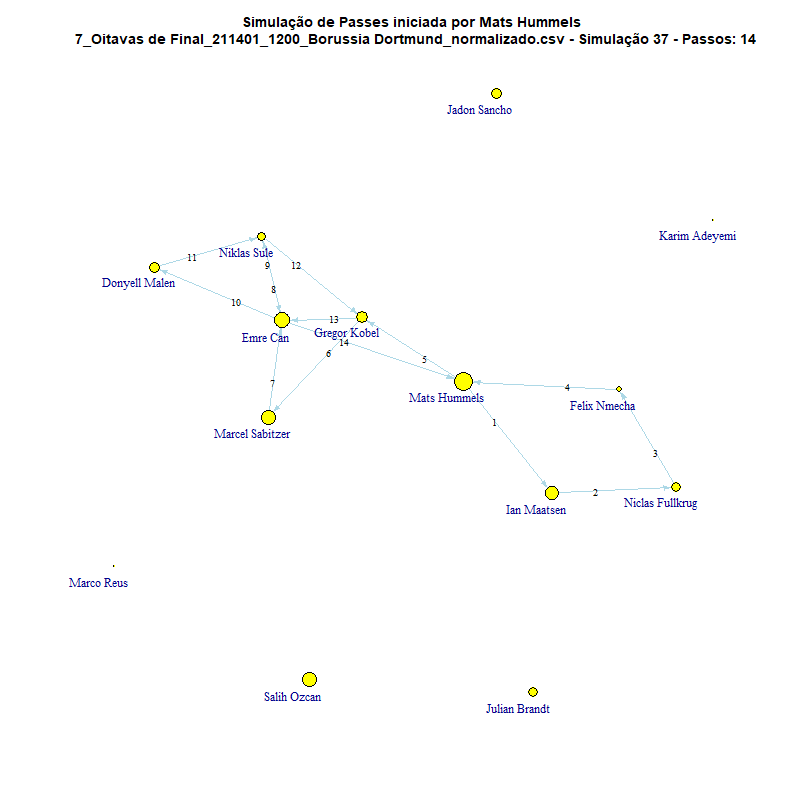 Simulação de Passes iniciada por Mats Hummels
7_Oitavas de Final_211401_1200_Borussia Dortmund_normalizado.csv - Simulação 37 - Passos: 14
Jadon Sancho
Karim Adeyemi
Niklas Sule
11
12
9
Donyell Malen
8
10
13
Gregor Kobel
Emre Can
14
6
5
7
4
Mats Hummels
Felix Nmecha
1
Marcel Sabitzer
3
2
Niclas Fullkrug
Ian Maatsen
Marco Reus
Salih Ozcan
Julian Brandt